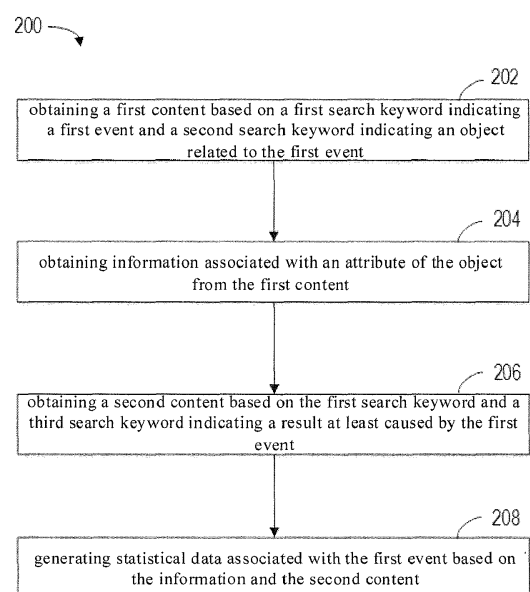 200
202
obtaining a first content based on a first search keyword indicating
a first event and a second search keyword indicating an object
related to the first event
204
obtaining information associated with an attribute of the object
from the first content
206
obtaining a second content based on the first search keyword and a
third search keyword indicating a result at least caused by the first
event
208
generating statistical data associated with the first event based on
the information and the second content